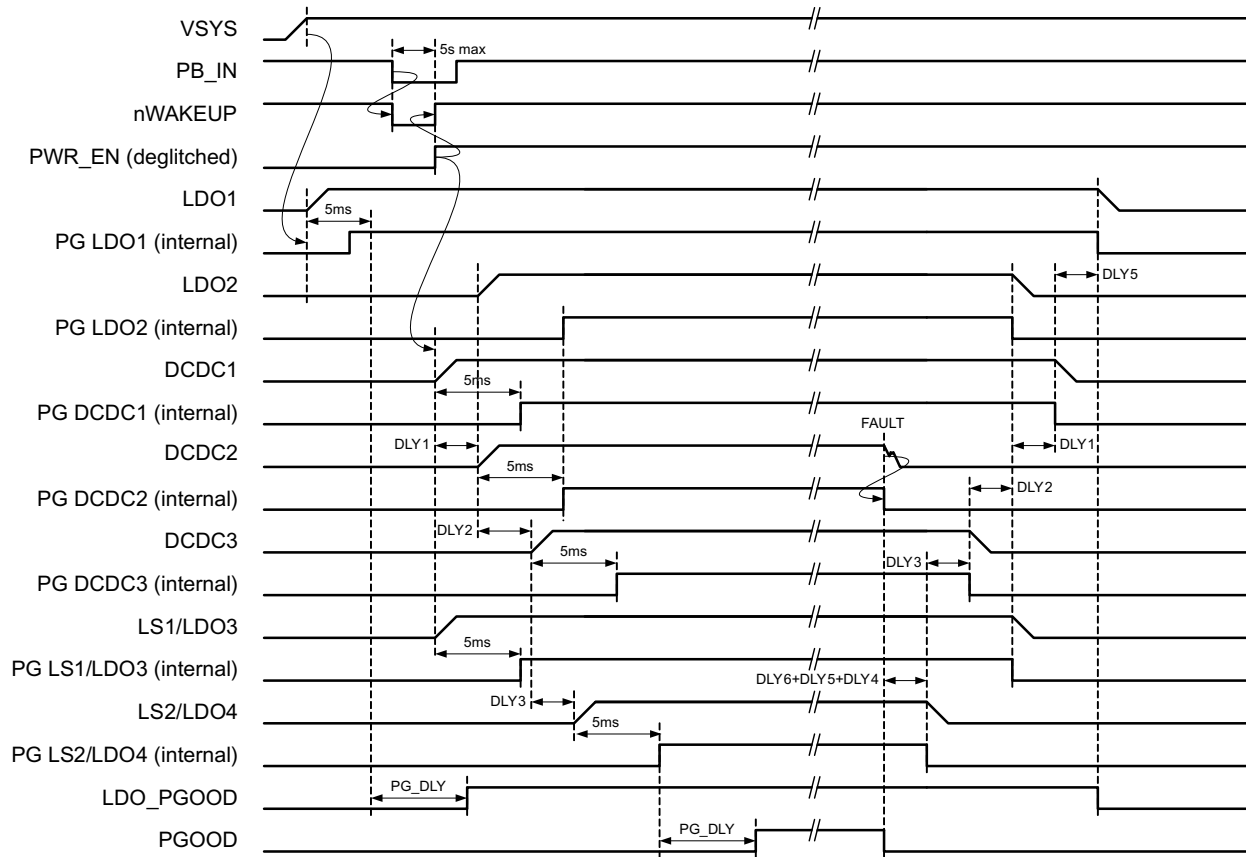 VSYS
5s max
PB_IN
nWAKEUP
PWR_EN (deglitched)
LDO1
5ms
PG LDO1 (internal)
LDO2
DLY5
PG LDO2 (internal)
DCDC1
5ms
PG DCDC1 (internal)
FAULT
DLY1
DLY1
DCDC2
5ms
DLY2
PG DCDC2 (internal)
DLY2
DCDC3
5ms
DLY3
PG DCDC3 (internal)
LS1/LDO3
5ms
PG LS1/LDO3 (internal)
DLY6+DLY5+DLY4
DLY3
LS2/LDO4
5ms
PG LS2/LDO4 (internal)
PG_DLY
LDO_PGOOD
PG_DLY
PGOOD